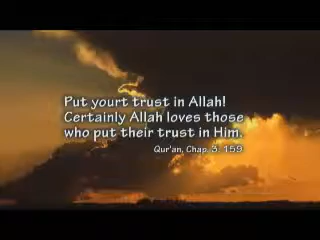 Put yourt trust in Allah!
Certainly Allah loves those
who put their trust in Him.
Qur'an, Chap. 3: 159